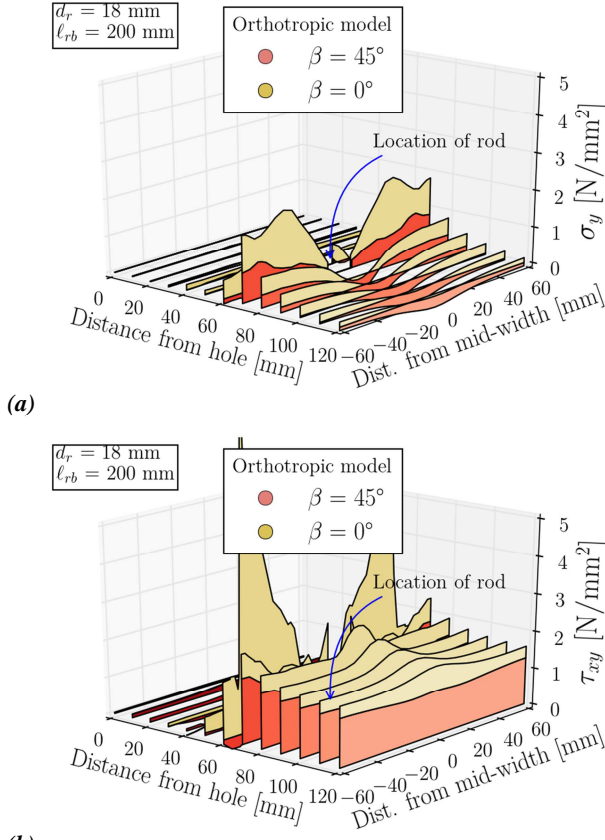 d_r = 18 mm
ℓ_rb = 200 mm
Orthotropic model
β = 45°
β = 0°
Location of rod
5
4
3
2
1
0
σ_y [N/mm²]
0
20
40
60
80
100
120
Distance from hole [mm]
−60
−40
−20
0
20
40
60
Dist. from mid-width [mm]
(a)
d_r = 18 mm
ℓ_rb = 200 mm
Orthotropic model
β = 45°
β = 0°
Location of rod
5
4
3
2
1
0
τ_xy [N/mm²]
0
20
40
60
80
100
120
Distance from hole [mm]
−60
−40
−20
0
20
40
60
Dist. from mid-width [mm]